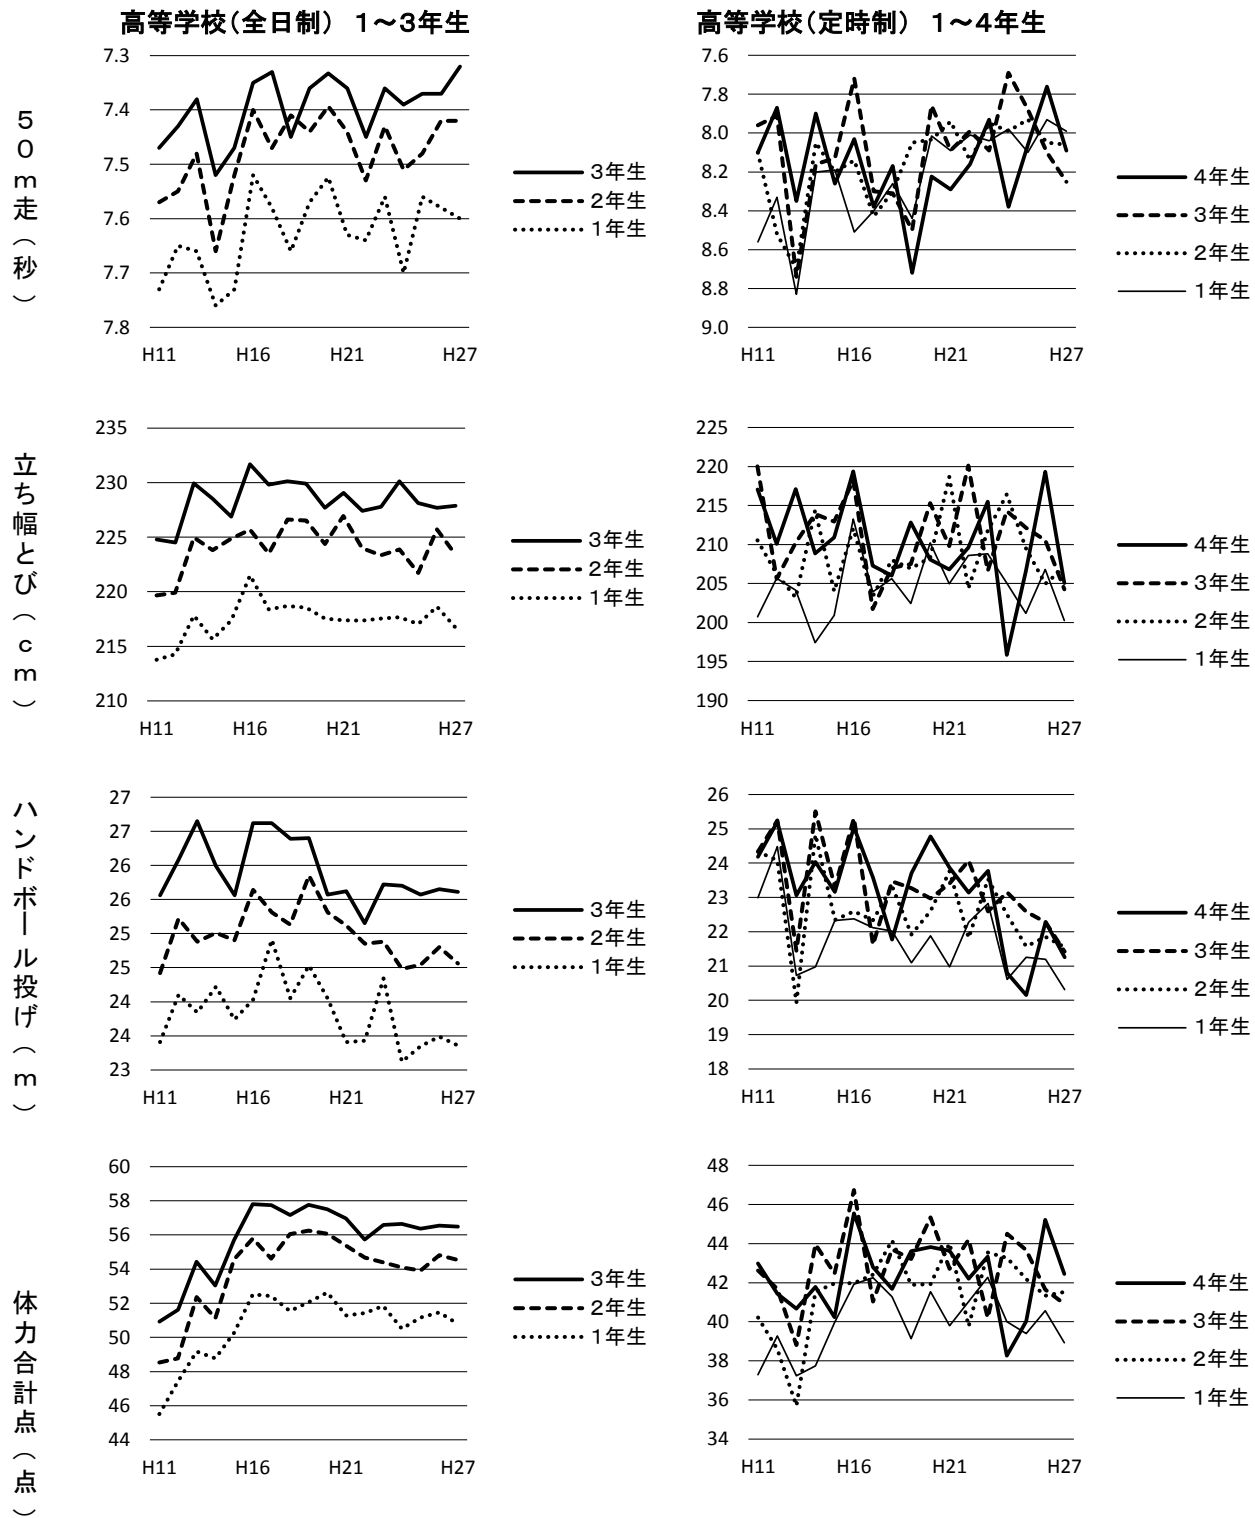 高等学校（全日制） １～３年生
高等学校（定時制） １～４年生
５０ｍ走（秒）
7.3
7.4
7.5
7.6
7.7
7.8
H11 H16 H21 H27
3年生
2年生
1年生
7.6
7.8
8.0
8.2
8.4
8.6
8.8
9.0
H11 H16 H21 H27
4年生
3年生
2年生
1年生
立ち幅とび（ｃｍ）
235
230
225
220
215
210
H11 H16 H21 H27
3年生
2年生
1年生
225
220
215
210
205
200
195
190
H11 H16 H21 H27
4年生
3年生
2年生
1年生
ハンドボール投げ（ｍ）
27
27
26
26
25
25
24
24
23
H11 H16 H21 H27
3年生
2年生
1年生
26
25
24
23
22
21
20
19
18
H11 H16 H21 H27
4年生
3年生
2年生
1年生
体力合計点（点）
60
58
56
54
52
50
48
46
44
H11 H16 H21 H27
3年生
2年生
1年生
48
46
44
42
40
38
36
34
H11 H16 H21 H27
4年生
3年生
2年生
1年生